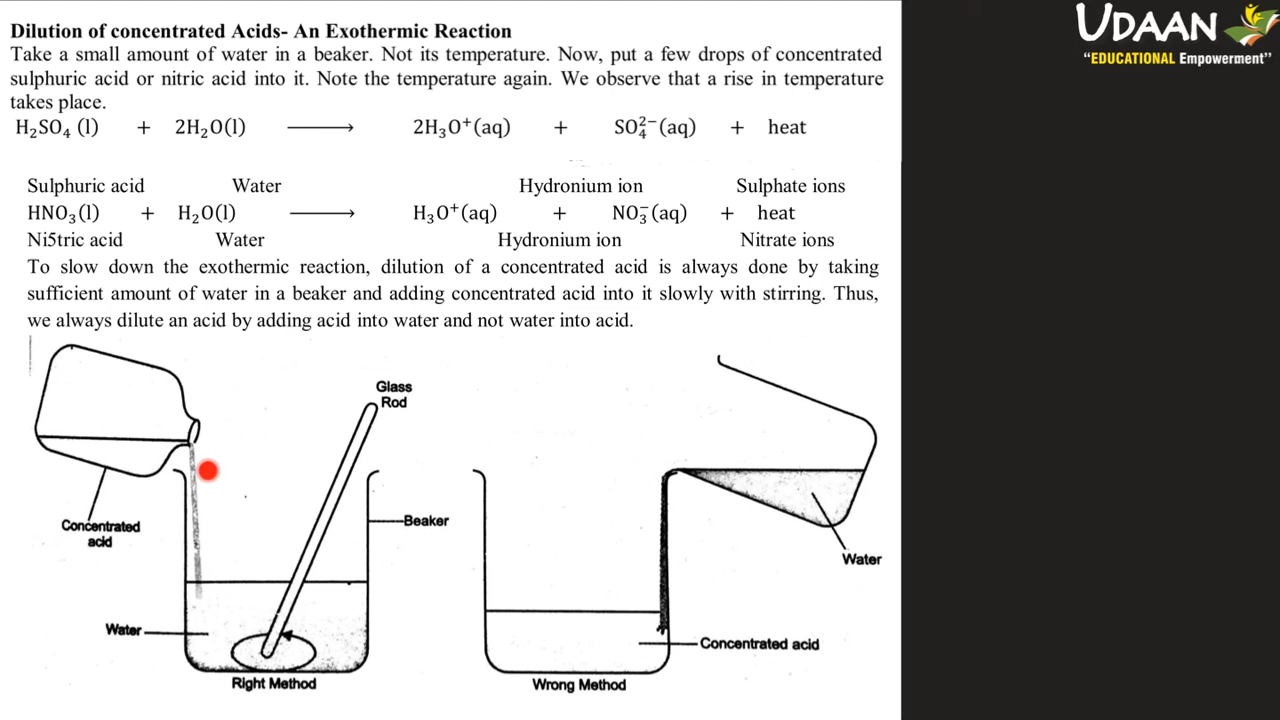 Dilution of concentrated Acids- An Exothermic Reaction
Take a small amount of water in a beaker. Not its temperature. Now, put a few drops of concentrated
sulphuric acid or nitric acid into it. Note the temperature again. We observe that a rise in temperature
takes place.
H₂SO₄ (l) + 2H₂O(l) ⟶ 2H₃O⁺(aq) + SO₄²⁻(aq) + heat
Sulphuric acid Water Hydronium ion Sulphate ions
HNO₃(l) + H₂O(l) ⟶ H₃O⁺(aq) + NO₃⁻(aq) + heat
Ni5tric acid Water Hydronium ion Nitrate ions
To slow down the exothermic reaction, dilution of a concentrated acid is always done by taking
sufficient amount of water in a beaker and adding concentrated acid into it slowly with stirring. Thus,
we always dilute an acid by adding acid into water and not water into acid.
Glass
Rod
Concentrated
acid
Beaker
Water
Right Method
Water
Concentrated acid
Wrong Method
UDAAN
"EDUCATIONAL Empowerment"